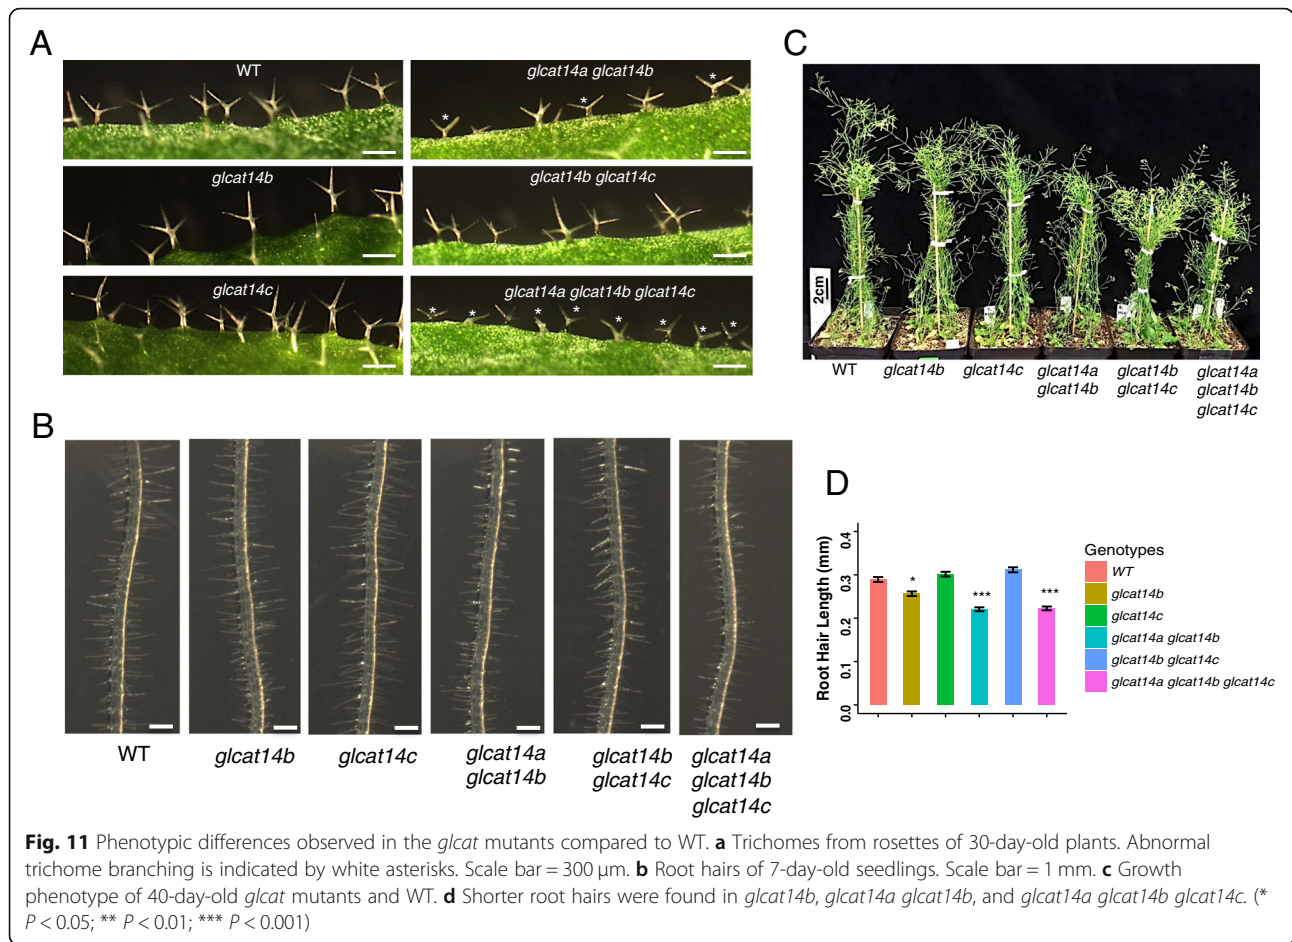 A
WT
glcat14a glcat14b
*
*
*
glcat14b
glcat14b glcat14c
glcat14c
glcat14a glcat14b glcat14c
* * * * * * * *
C
2cm
WT
glcat14b
glcat14c
glcat14a
glcat14b
glcat14b
glcat14c
glcat14a
glcat14b
glcat14c
B
WT
glcat14b
glcat14c
glcat14a
glcat14b
glcat14b
glcat14c
glcat14a
glcat14b
glcat14c
D
Root Hair Length (mm)
0.4
0.3
0.2
0.1
0.0
*
***
***
Genotypes
WT
glcat14b
glcat14c
glcat14a glcat14b
glcat14b glcat14c
glcat14a glcat14b glcat14c
Fig. 11 Phenotypic differences observed in the glcat mutants compared to WT. a Trichomes from rosettes of 30-day-old plants. Abnormal
trichome branching is indicated by white asterisks. Scale bar = 300 μm. b Root hairs of 7-day-old seedlings. Scale bar = 1 mm. c Growth
phenotype of 40-day-old glcat mutants and WT. d Shorter root hairs were found in glcat14b, glcat14a glcat14b, and glcat14a glcat14b glcat14c. (*
P < 0.05; ** P < 0.01; *** P < 0.001)